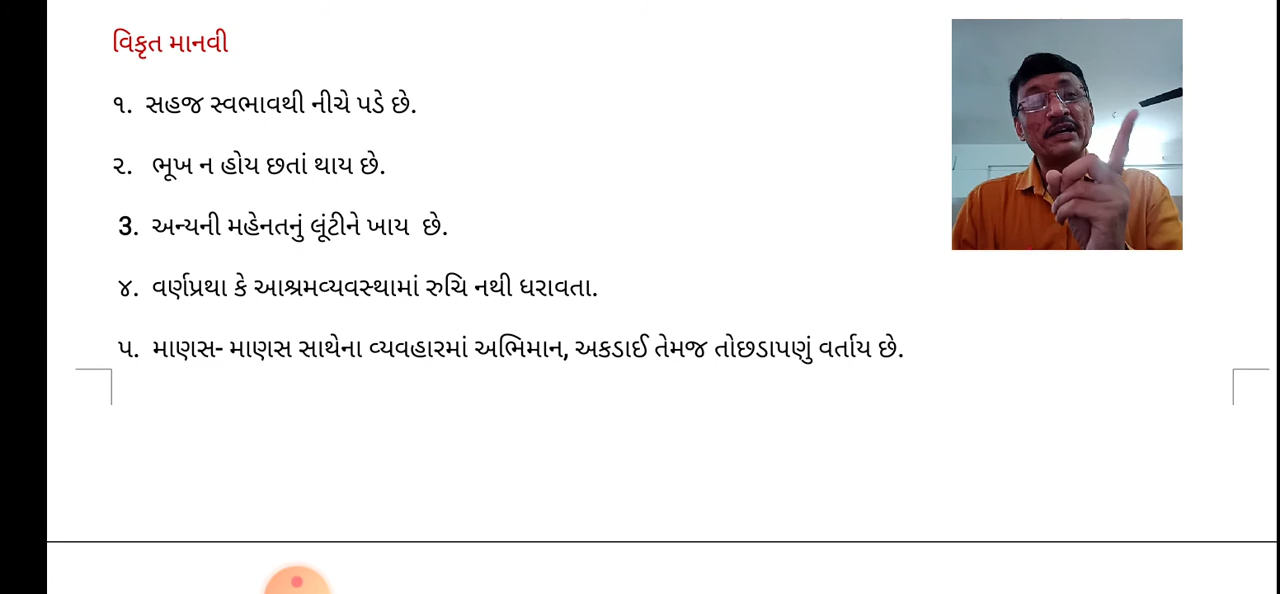 વિકૃત માનવી
૧. સહજ સ્વભાવથી નીચે પડે છે.
૨. ભૂખ ન હોય છતાં થાય છે.
3. અન્યની મહેનતનું લૂંટીને ખાય છે.
૪. વર્ણપ્રથા કે આશ્રમવ્યવસ્થામાં રુચિ નથી ધરાવતા.
૫. માણસ- માણસ સાથેના વ્યવહારમાં અભિમાન, અકડાઈ તેમજ તોછડાપણું વર્તાય છે.